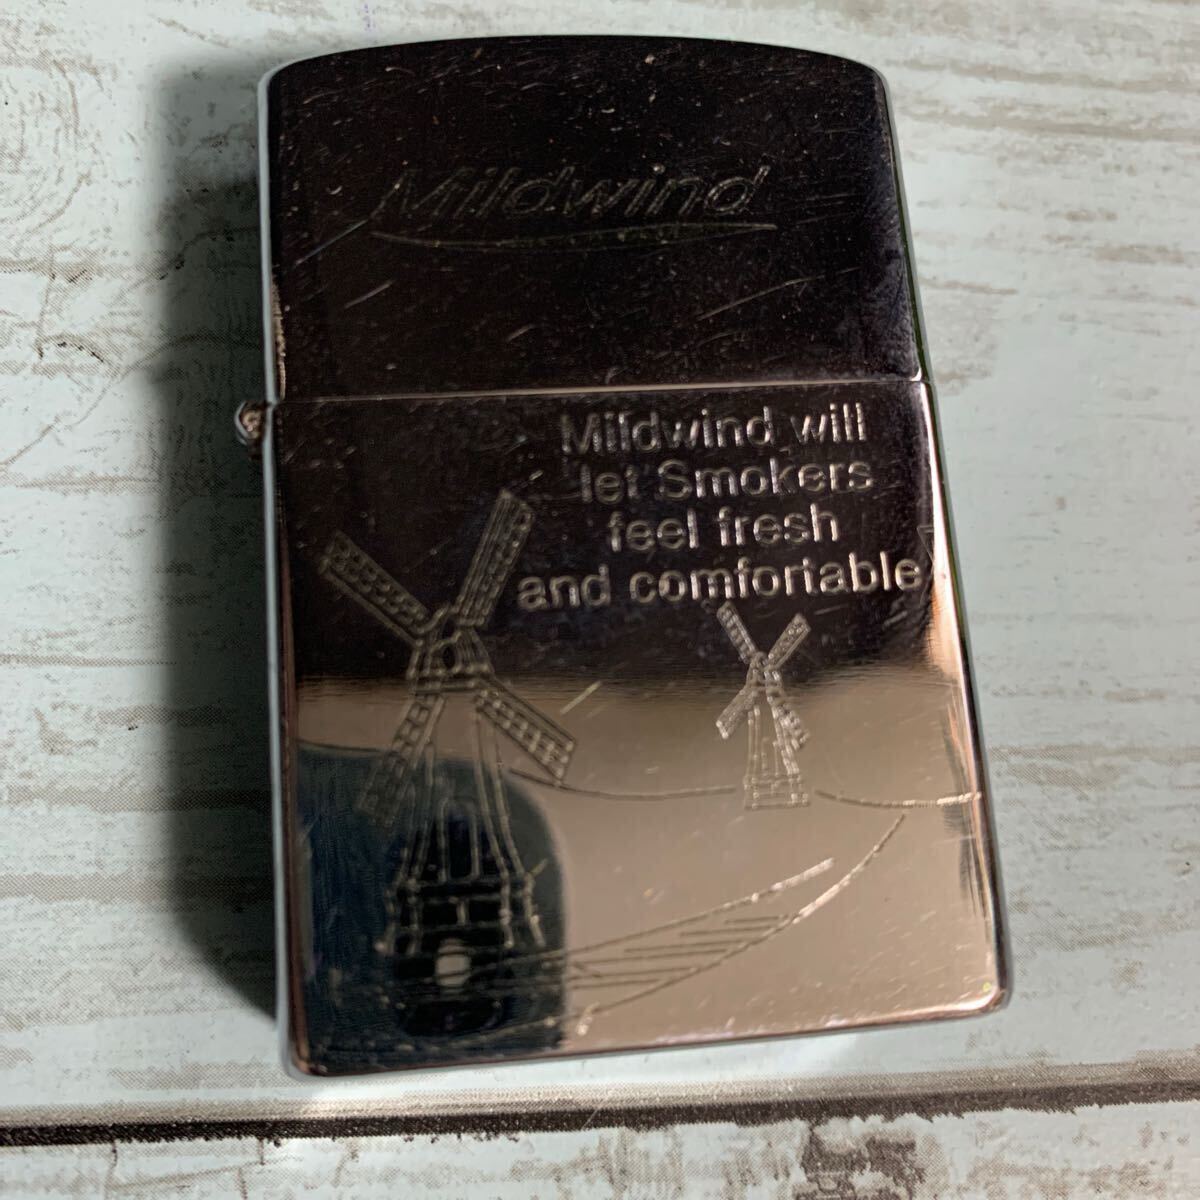 Mildwind
Mildwind will
let Smokers
feel fresh
and comfortable